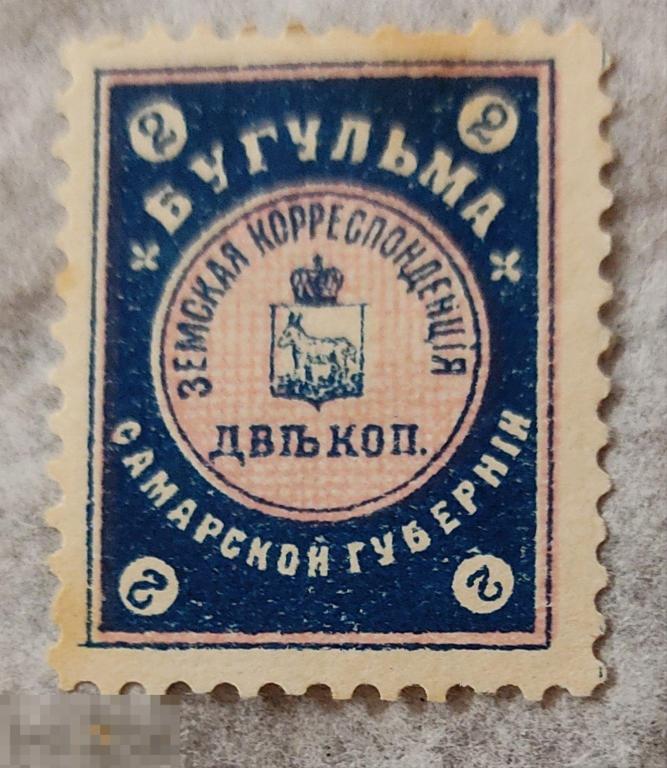 2 2
БУГУЛЬМА
ЗЕМСКАЯ КОРРЕСПОНДЕНЦІЯ
ДВѢ КОП.
САМАРСКОЙ ГУБЕРНІИ
2 2